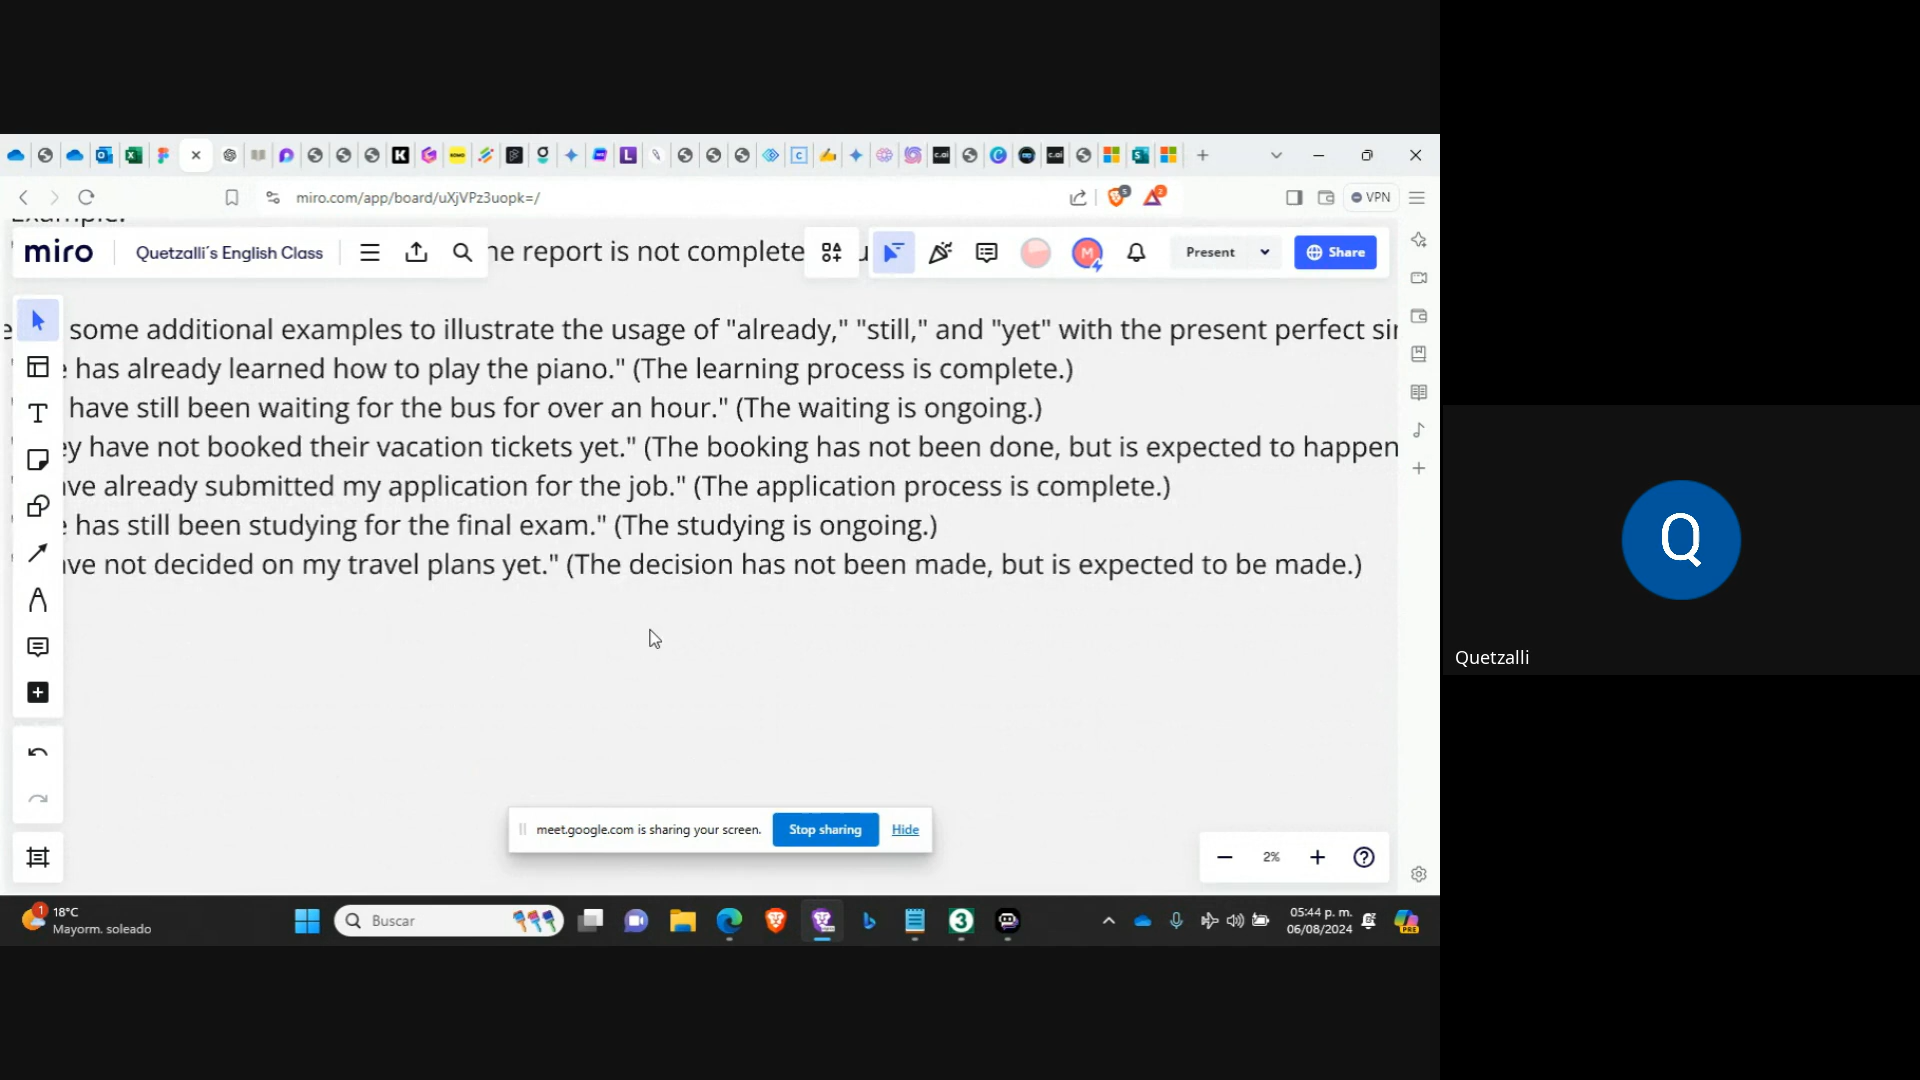 miro.com/app/board/uXjVPz3uopk=/
VPN
Example:
miro Quetzalli´s English Class
he report is not complete
Present
Share
some additional examples to illustrate the usage of "already," "still," and "yet" with the present perfect sin
e has already learned how to play the piano." (The learning process is complete.)
have still been waiting for the bus for over an hour." (The waiting is ongoing.)
ey have not booked their vacation tickets yet." (The booking has not been done, but is expected to happen
ave already submitted my application for the job." (The application process is complete.)
e has still been studying for the final exam." (The studying is ongoing.)
ave not decided on my travel plans yet." (The decision has not been made, but is expected to be made.)
Q
Quetzalli
meet.google.com is sharing your screen. Stop sharing Hide
2%
18°C
Mayorm. soleado
Buscar
05:44 p. m.
06/08/2024